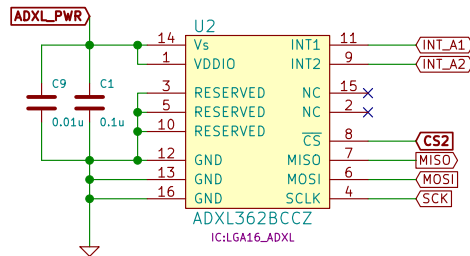 ADXL_PWR
U2
14 Vs INT1 11 INT_A1
1 VDDIO INT2 9 INT_A2
C9 C1
3 RESERVED NC 15
5 RESERVED NC 2
0.01u 0.1u
10 RESERVED
CS 8 CS2
12 GND MISO 7 MISO
13 GND MOSI 6 MOSI
16 GND SCLK 4 SCK
ADXL362BCCZ
IC:LGA16_ADXL